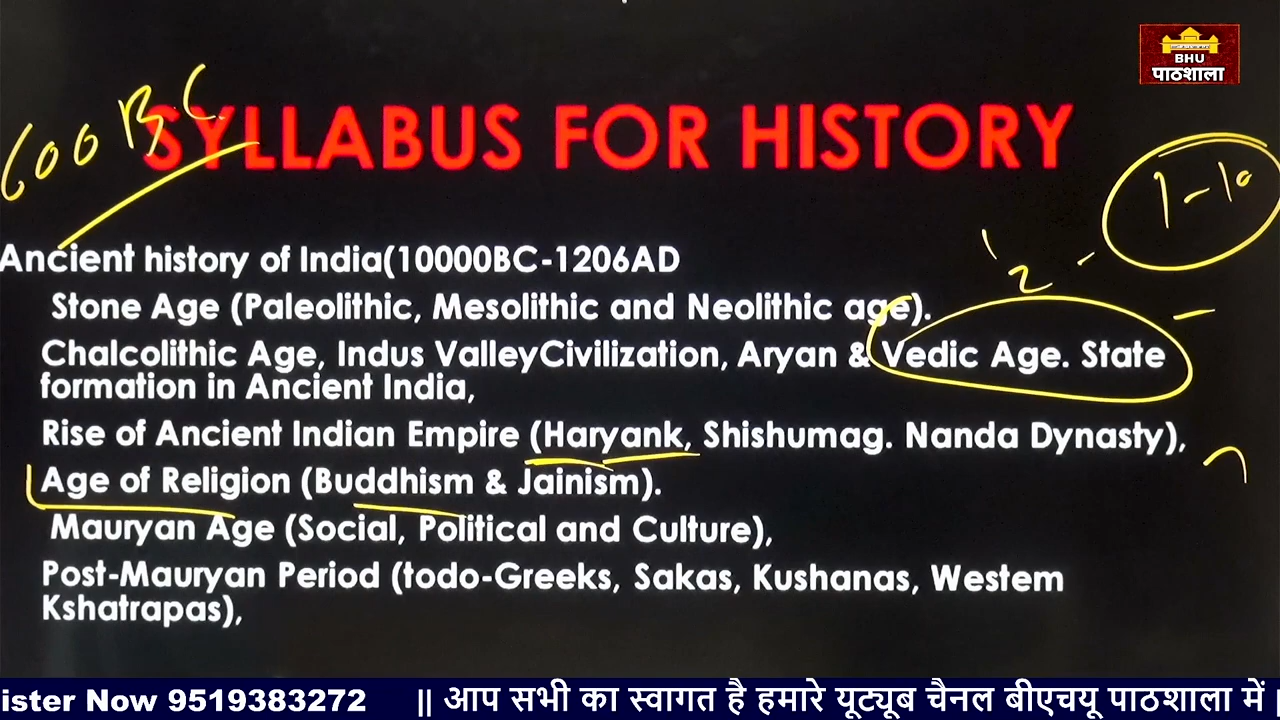 BHU
पाठशाला
600 BC
SYLLABUS FOR HISTORY
1-10
2 -
Ancient history of India(10000BC-1206AD
Stone Age (Paleolithic, Mesolithic and Neolithic age).
Chalcolithic Age, Indus ValleyCivilization, Aryan & Vedic Age. State
formation in Ancient India,
Rise of Ancient Indian Empire (Haryank, Shishumag. Nanda Dynasty),
Age of Religion (Buddhism & Jainism).
Mauryan Age (Social, Political and Culture),
Post-Mauryan Period (todo-Greeks, Sakas, Kushanas, Westem
Kshatrapas),
ister Now 9519383272 || आप सभी का स्वागत है हमारे यूट्यूब चैनल बीएचयू पाठशाला में |